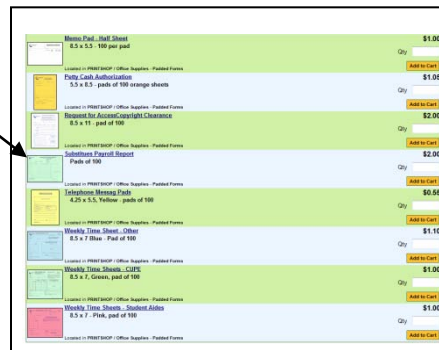 Memo Pad - Half Sheet $1.00
8.5 x 5.5 - 100 per pad
Qty
Located in PRINTSHOP / Office Supplies - Padded Forms Add to Cart
Petty Cash Authorization $1.05
5.5 x 8.5 - pads of 100 orange sheets
Qty
Located in PRINTSHOP / Office Supplies - Padded Forms Add to Cart
Request for AccessCopyright Clearance $2.00
8.5 x 11 - pad of 100
Qty
Located in PRINTSHOP / Office Supplies - Padded Forms Add to Cart
Substitute Payroll Report $2.00
Pads of 100
Qty
Located in PRINTSHOP / Office Supplies - Padded Forms Add to Cart
Telephone Messag Pads $0.55
4.25 x 5.5, Yellow - pads of 100
Qty
Located in PRINTSHOP / Office Supplies - Padded Forms Add to Cart
Weekly Time Sheet - Other $1.10
8.5 x 7 Blue - Pad of 100
Qty
Located in PRINTSHOP / Office Supplies - Padded Forms Add to Cart
Weekly Time Sheets - CUPE $1.00
8.5 x 7, Green, pad of 100
Qty
Located in PRINTSHOP / Office Supplies - Padded Forms Add to Cart
Weekly Time Sheets - Student Aides $1.00
8.5 x 7 - Pink, pad of 100
Qty
Located in PRINTSHOP / Office Supplies - Padded Forms Add to Cart